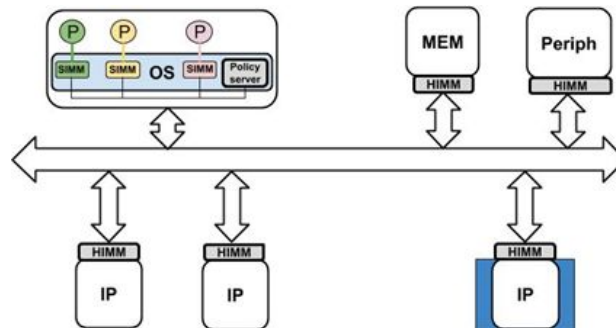 P P P
SIMM SIMM SIMM
OS
Policy
server
MEM
HIMM
Periph
HIMM
HIMM
IP
HIMM
IP
HIMM
IP